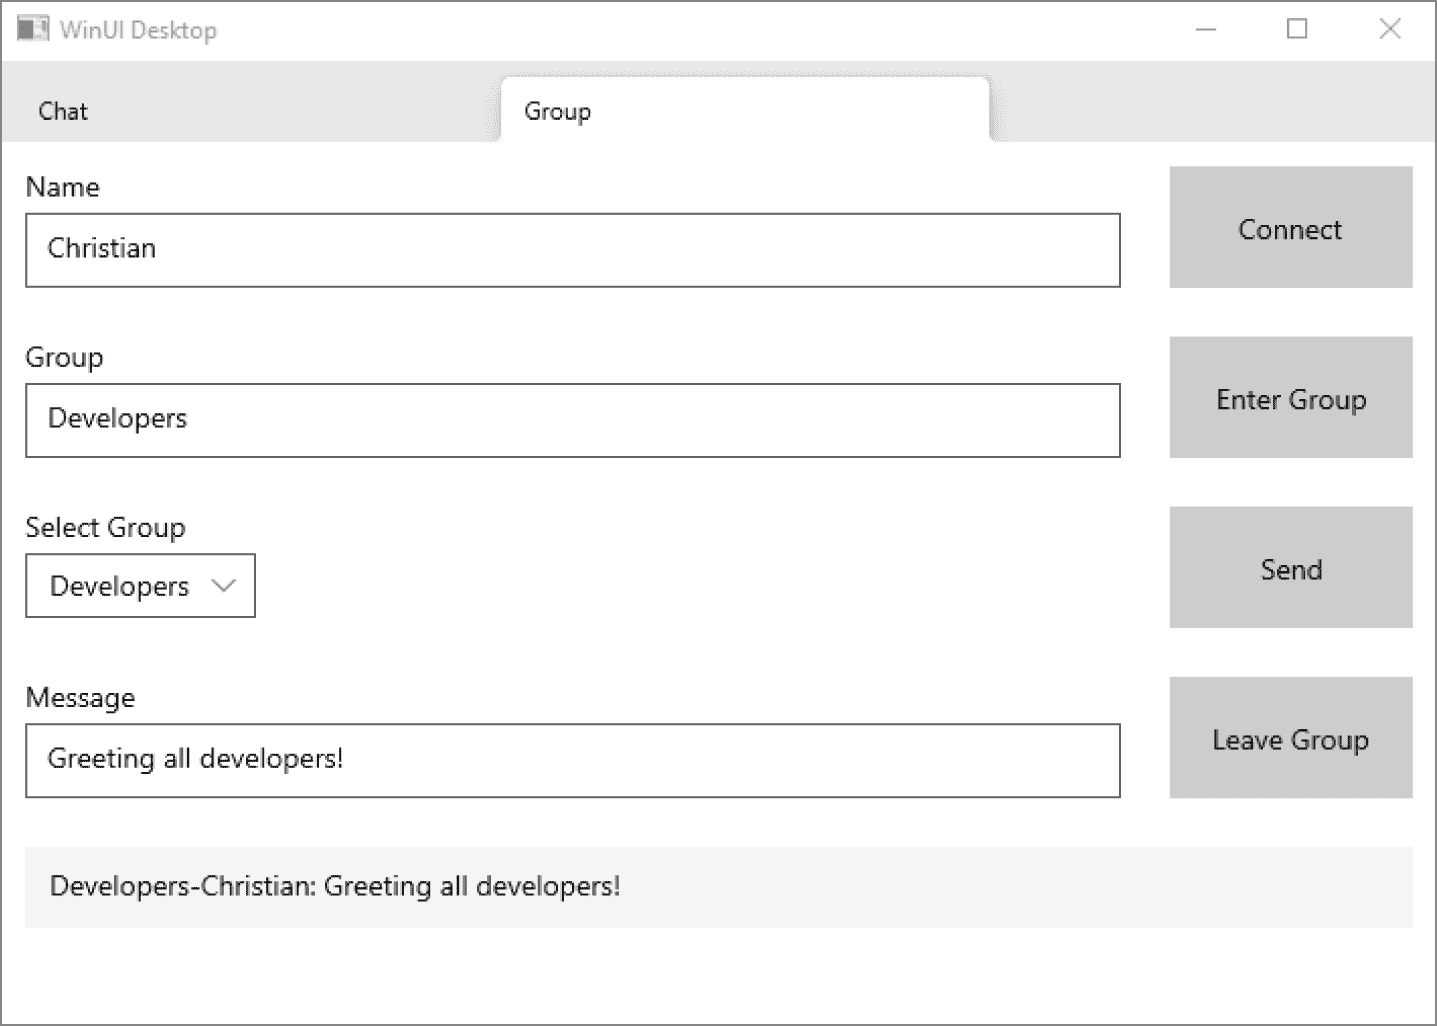 WinUI Desktop
Chat
Group
Name
Christian
Connect
Group
Developers
Enter Group
Select Group
Developers
Send
Message
Greeting all developers!
Leave Group
Developers-Christian: Greeting all developers!